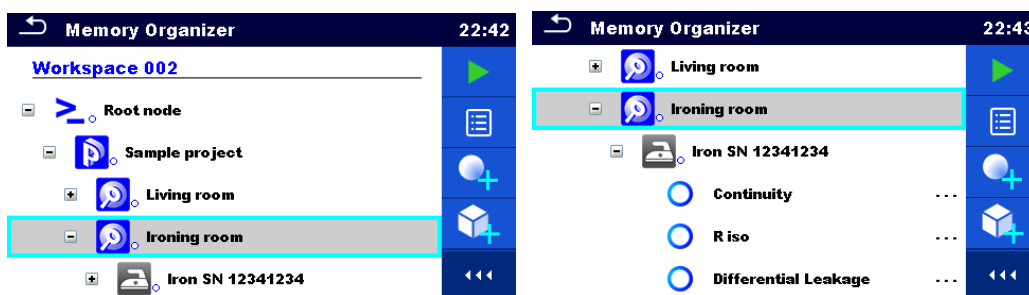 Memory Organizer 22:42
Workspace 002
Root node
Sample project
Living room
Ironing room
Iron SN 12341234
Memory Organizer 22:43
Living room
Ironing room
Iron SN 12341234
Continuity ---
R iso ---
Differential Leakage ---